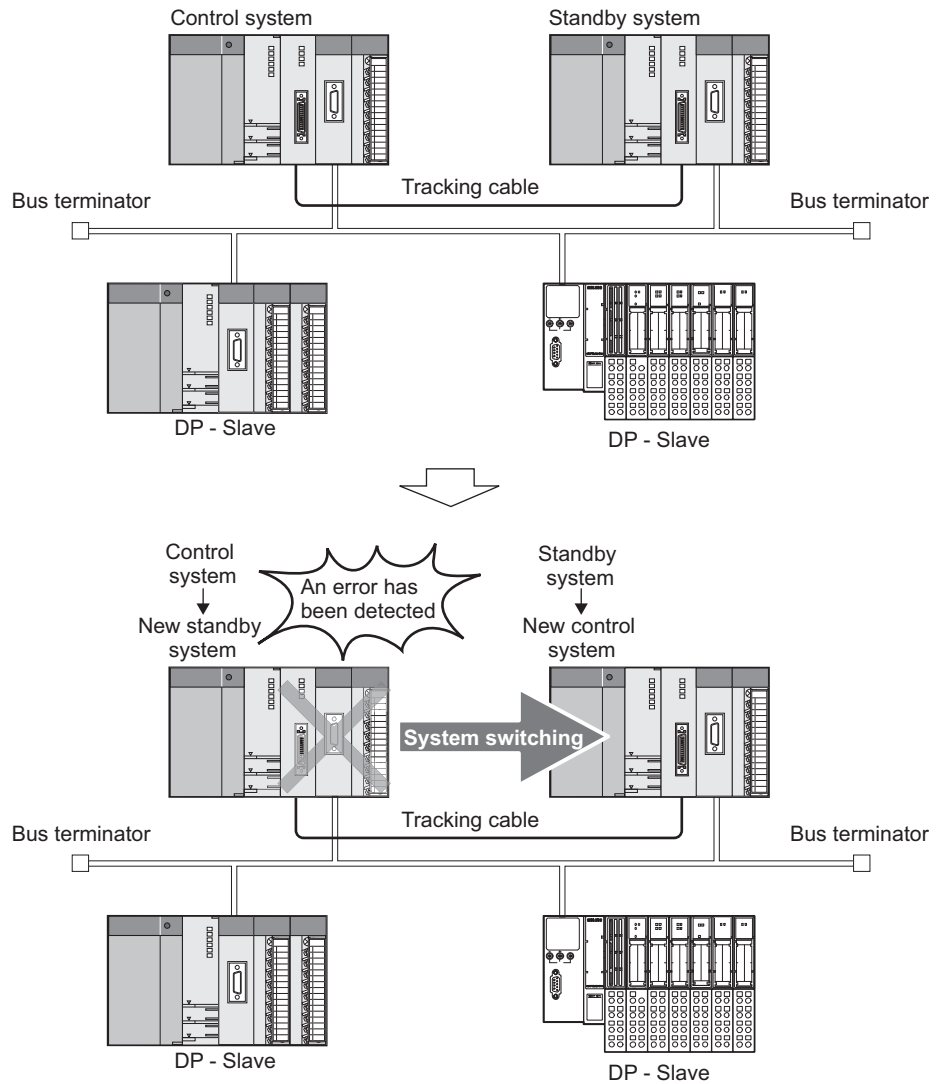 Control system
Standby system
Tracking cable
Bus terminator
Bus terminator
DP - Slave
DP - Slave
Control
system
New standby
system
An error has
been detected
Standby
system
New control
system
System switching
Tracking cable
Bus terminator
Bus terminator
DP - Slave
DP - Slave